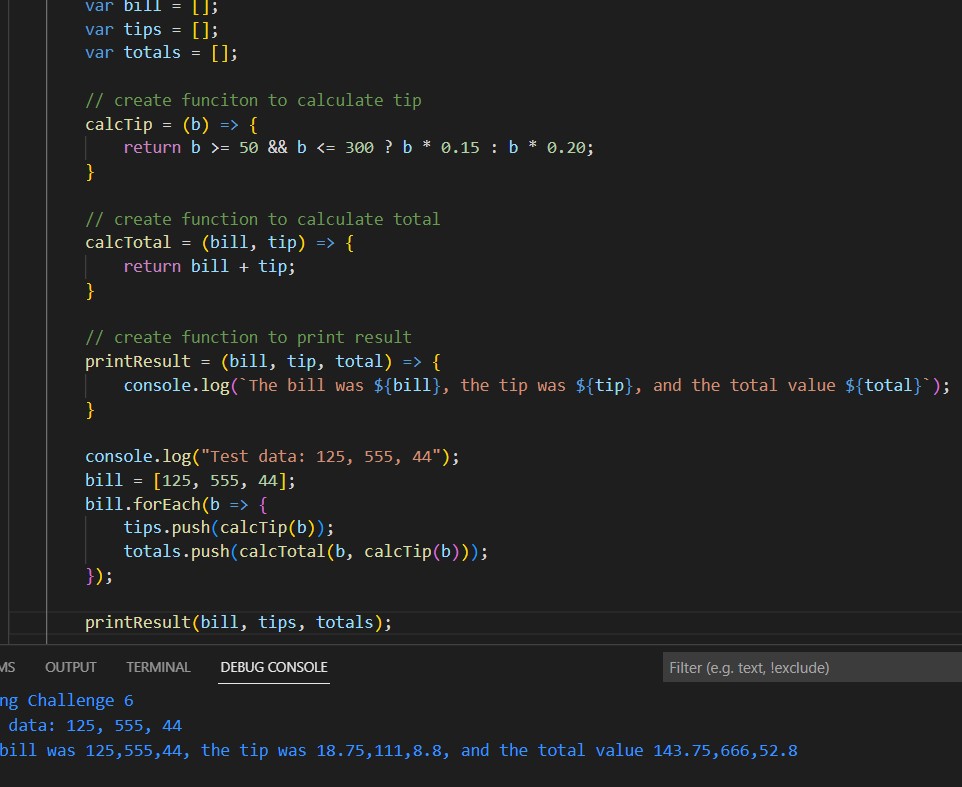 var bill = [];
var tips = [];
var totals = [];
// create funciton to calculate tip
calcTip = (b) => {
return b >= 50 && b <= 300 ? b * 0.15 : b * 0.20;
}
// create function to calculate total
calcTotal = (bill, tip) => {
return bill + tip;
}
// create function to print result
printResult = (bill, tip, total) => {
console.log(`The bill was ${bill}, the tip was ${tip}, and the total value ${total}`);
}
console.log("Test data: 125, 555, 44");
bill = [125, 555, 44];
bill.forEach(b => {
tips.push(calcTip(b));
totals.push(calcTotal(b, calcTip(b)));
});
printResult(bill, tips, totals);
MS OUTPUT TERMINAL DEBUG CONSOLE Filter (e.g. text, !exclude)
ng Challenge 6
data: 125, 555, 44
bill was 125,555,44, the tip was 18.75,111,8.8, and the total value 143.75,666,52.8